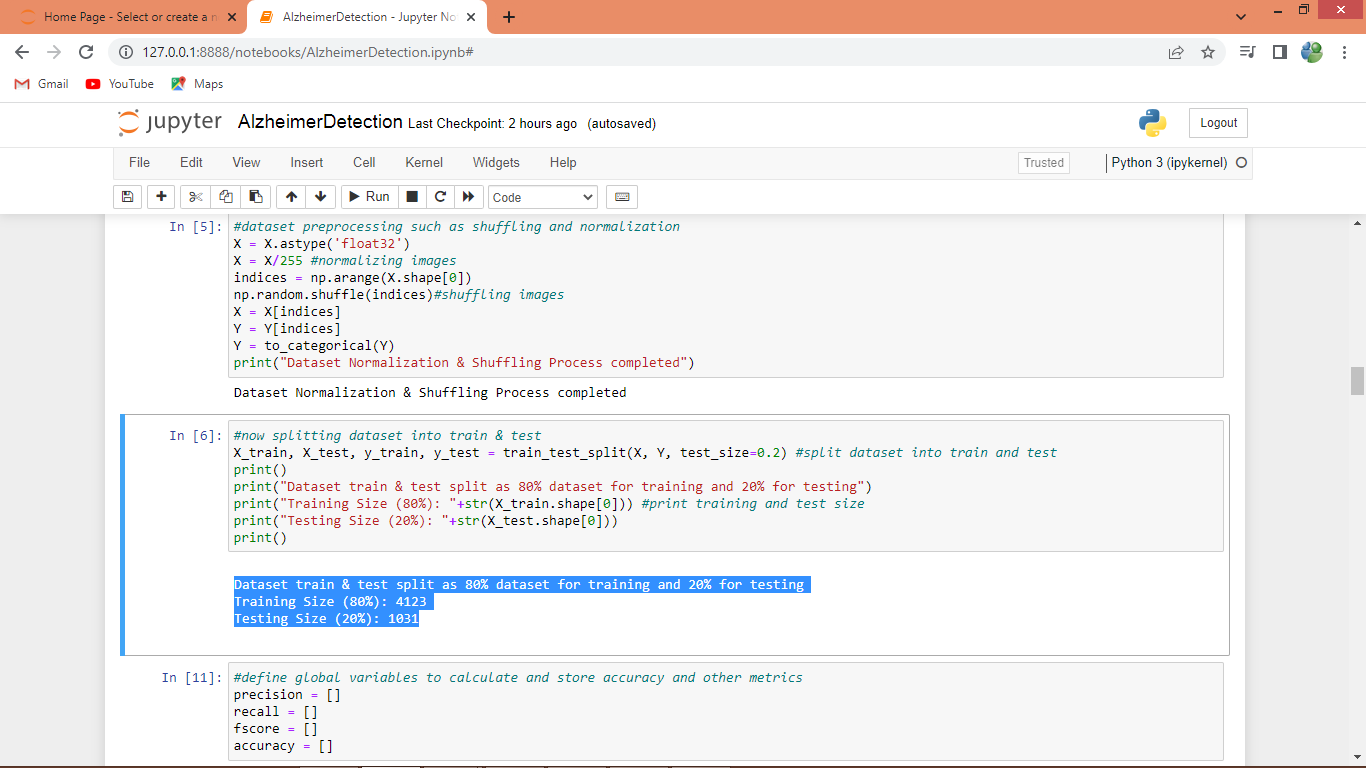 Home Page - Select or create a n
AlzheimerDetection - Jupyter No
127.0.0.1:8888/notebooks/AlzheimerDetection.ipynb#
Gmail YouTube Maps
jupyter AlzheimerDetection Last Checkpoint: 2 hours ago (autosaved)
Logout
File Edit View Insert Cell Kernel Widgets Help
Trusted
Python 3 (ipykernel)
Run
Code
In [5]:
#dataset preprocessing such as shuffling and normalization
X = X.astype('float32')
X = X/255 #normalizing images
indices = np.arange(X.shape[0])
np.random.shuffle(indices)#shuffling images
X = X[indices]
Y = Y[indices]
Y = to_categorical(Y)
print("Dataset Normalization & Shuffling Process completed")
Dataset Normalization & Shuffling Process completed
In [6]:
#now splitting dataset into train & test
X_train, X_test, y_train, y_test = train_test_split(X, Y, test_size=0.2) #split dataset into train and test
print()
print("Dataset train & test split as 80% dataset for training and 20% for testing")
print("Training Size (80%): "+str(X_train.shape[0])) #print training and test size
print("Testing Size (20%): "+str(X_test.shape[0]))
print()
Dataset train & test split as 80% dataset for training and 20% for testing
Training Size (80%): 4123
Testing Size (20%): 1031
In [11]:
#define global variables to calculate and store accuracy and other metrics
precision = []
recall = []
fscore = []
accuracy = []